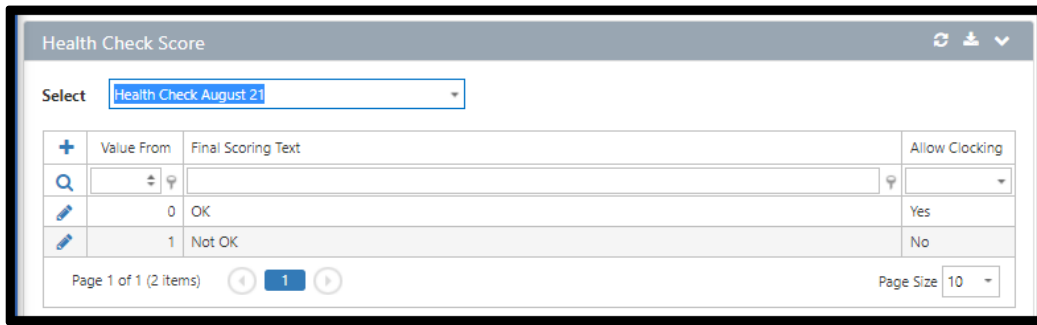 Health Check Score
Select Health Check August 21
Value From Final Scoring Text Allow Clocking
0 OK Yes
1 Not OK No
Page 1 of 1 (2 items) 1 Page Size 10